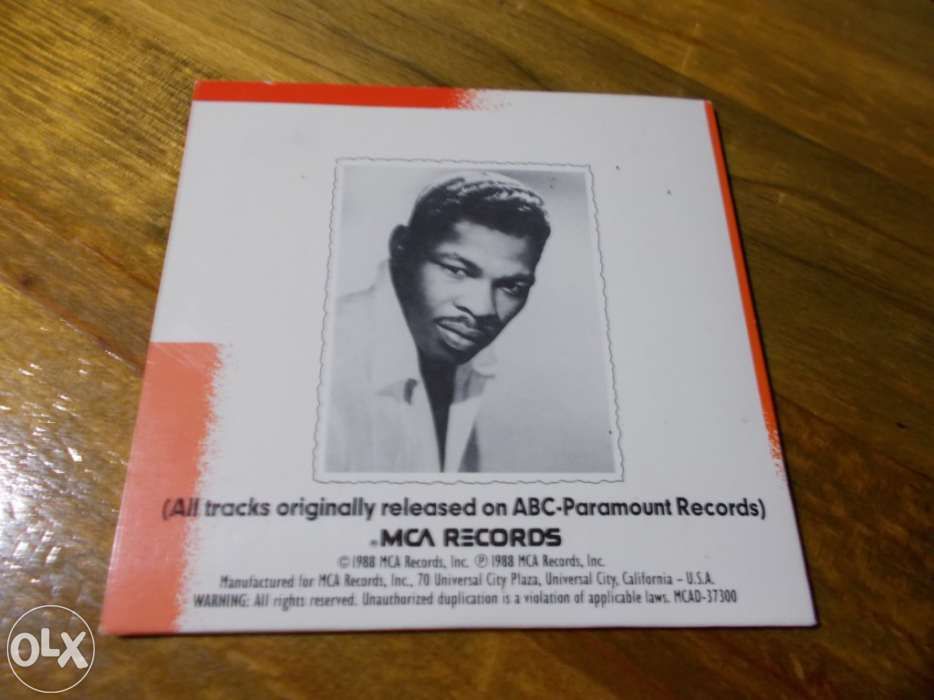 (All tracks originally released on ABC-Paramount Records)
MCA RECORDS
©1988 MCA Records, Inc. ℗1988 MCA Records, Inc.
Manufactured for MCA Records, Inc., 70 Universal City Plaza, Universal City, California – U.S.A.
WARNING: All rights reserved. Unauthorized duplication is a violation of applicable laws. MCAD-37300
OLX